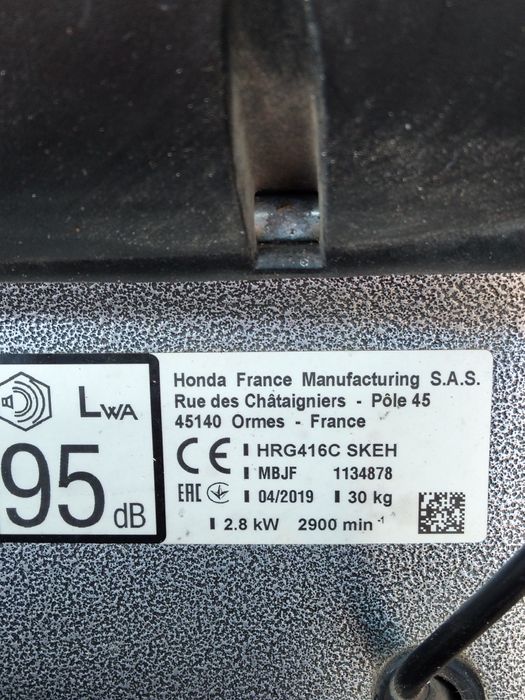 LWA
95 dB
Honda France Manufacturing S.A.S.
Rue des Châtaigniers - Pôle 45
45140 Ormes - France
CE HRG416C SKEH
MBJF 1134878
EAC 04/2019 30 kg
2.8 kW 2900 min⁻¹